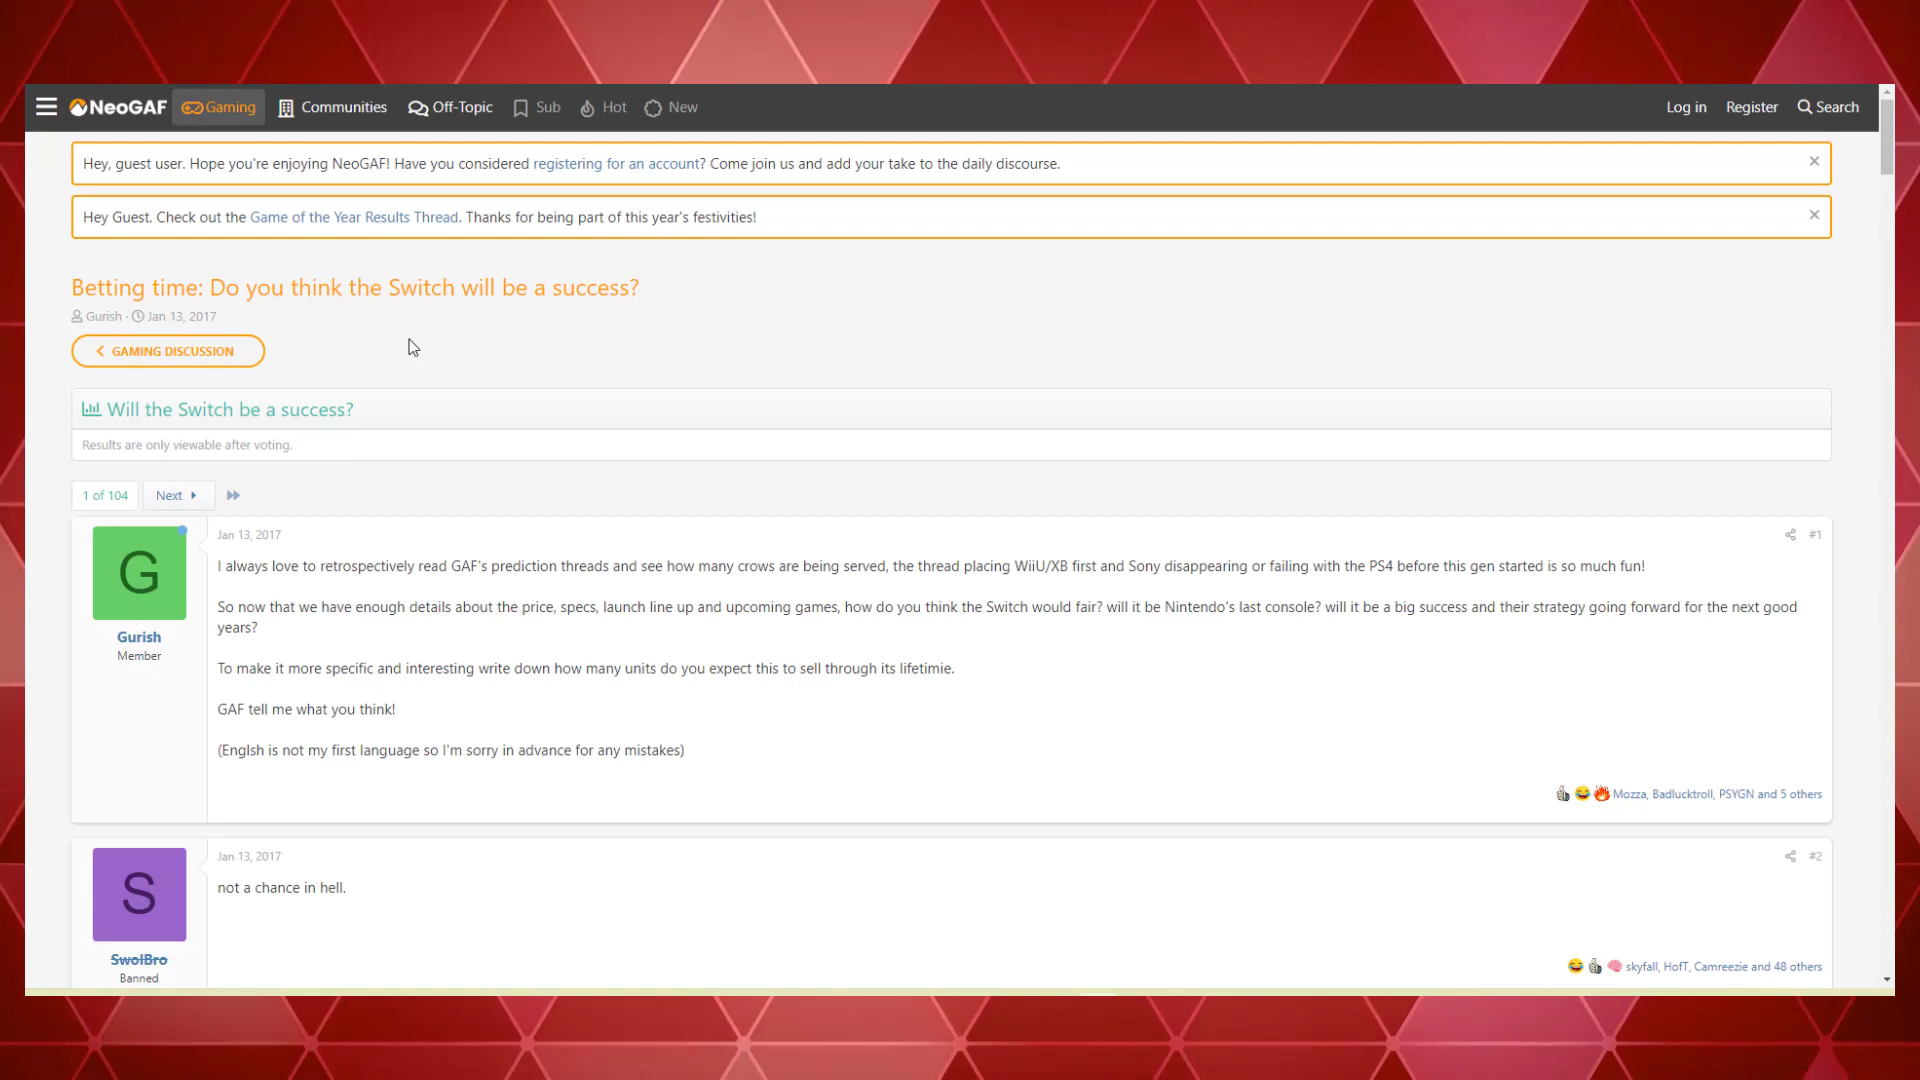 NeoGAF Gaming Communities Off-Topic Sub Hot New Log in Register Search
Hey, guest user. Hope you're enjoying NeoGAF! Have you considered registering for an account? Come join us and add your take to the daily discourse. ×
Hey Guest. Check out the Game of the Year Results Thread. Thanks for being part of this year's festivities! ×
Betting time: Do you think the Switch will be a success?
Gurish · Jan 13, 2017
GAMING DISCUSSION
Will the Switch be a success?
Results are only viewable after voting.
1 of 104 Next
Jan 13, 2017 #1
G
Gurish
Member
I always love to retrospectively read GAF's prediction threads and see how many crows are being served, the thread placing WiiU/XB first and Sony disappearing or failing with the PS4 before this gen started is so much fun!
So now that we have enough details about the price, specs, launch line up and upcoming games, how do you think the Switch would fair? will it be Nintendo's last console? will it be a big success and their strategy going forward for the next good
years?
To make it more specific and interesting write down how many units do you expect this to sell through its lifetimie.
GAF tell me what you think!
(Englsh is not my first language so I'm sorry in advance for any mistakes)
Mozza, Badlucktroll, PSYGN and 5 others
Jan 13, 2017 #2
S
SwolBro
Banned
not a chance in hell.
skyfall, HofT, Camreezie and 48 others